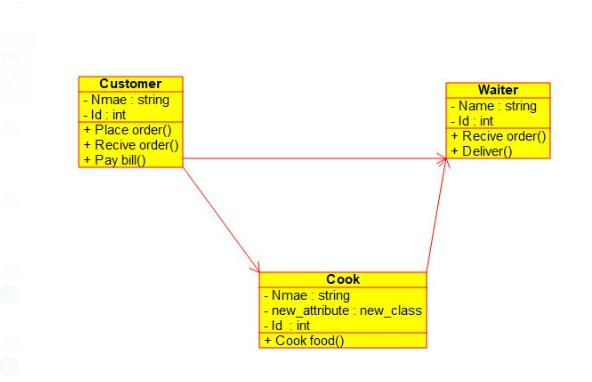 Customer
- Nmae : string
- Id : int
+ Place order()
+ Recive order()
+ Pay bill()
Waiter
- Name : string
- Id : int
+ Recive order()
+ Deliver()
Cook
- Nmae : string
- new_attribute : new_class
- Id : int
+ Cook food()